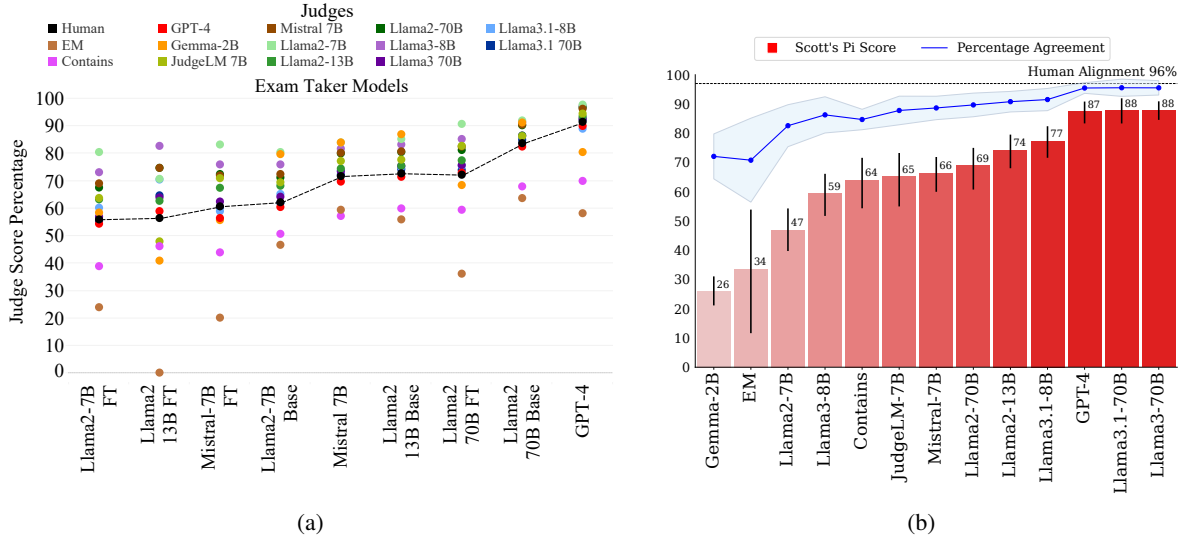 Judges
Human
GPT-4
Mistral 7B
Llama2-70B
Llama3.1-8B
EM
Gemma-2B
Llama2-7B
Llama3-8B
Llama3.1 70B
Contains
JudgeLM 7B
Llama2-13B
Llama3 70B
Exam Taker Models
Judge Score Percentage
100
90
80
70
60
50
40
30
20
10
0
Llama2-7B
FT
Llama2
13B FT
Mistral-7B
FT
Llama2-7B
Base
Mistral 7B
Llama2
13B Base
Llama2
70B FT
Llama2
70B Base
GPT-4
(a)
Scott's Pi Score
Percentage Agreement
Human Alignment 96%
100
90
80
70
60
50
40
30
20
10
0
26
34
47
59
64
65
66
69
74
77
87
88
88
Gemma-2B
EM
Llama2-7B
Llama3-8B
Contains
JudgeLM-7B
Mistral-7B
Llama2-70B
Llama2-13B
Llama3.1-8B
GPT-4
Llama3.1-70B
Llama3-70B
(b)